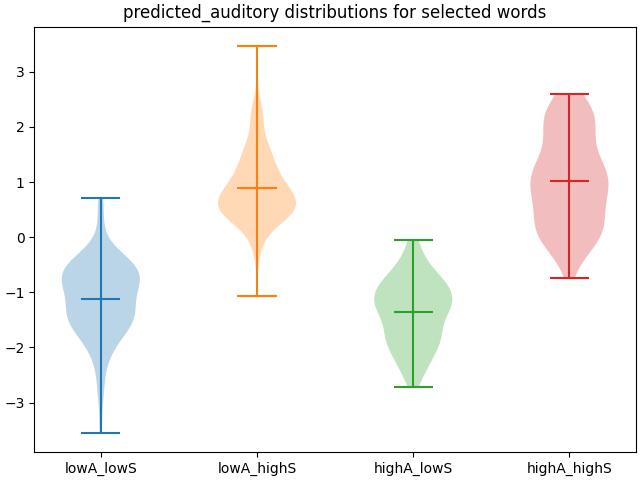 predicted_auditory distributions for selected words
3
2
1
0
−1
−2
−3
lowA_lowS
lowA_highS
highA_lowS
highA_highS